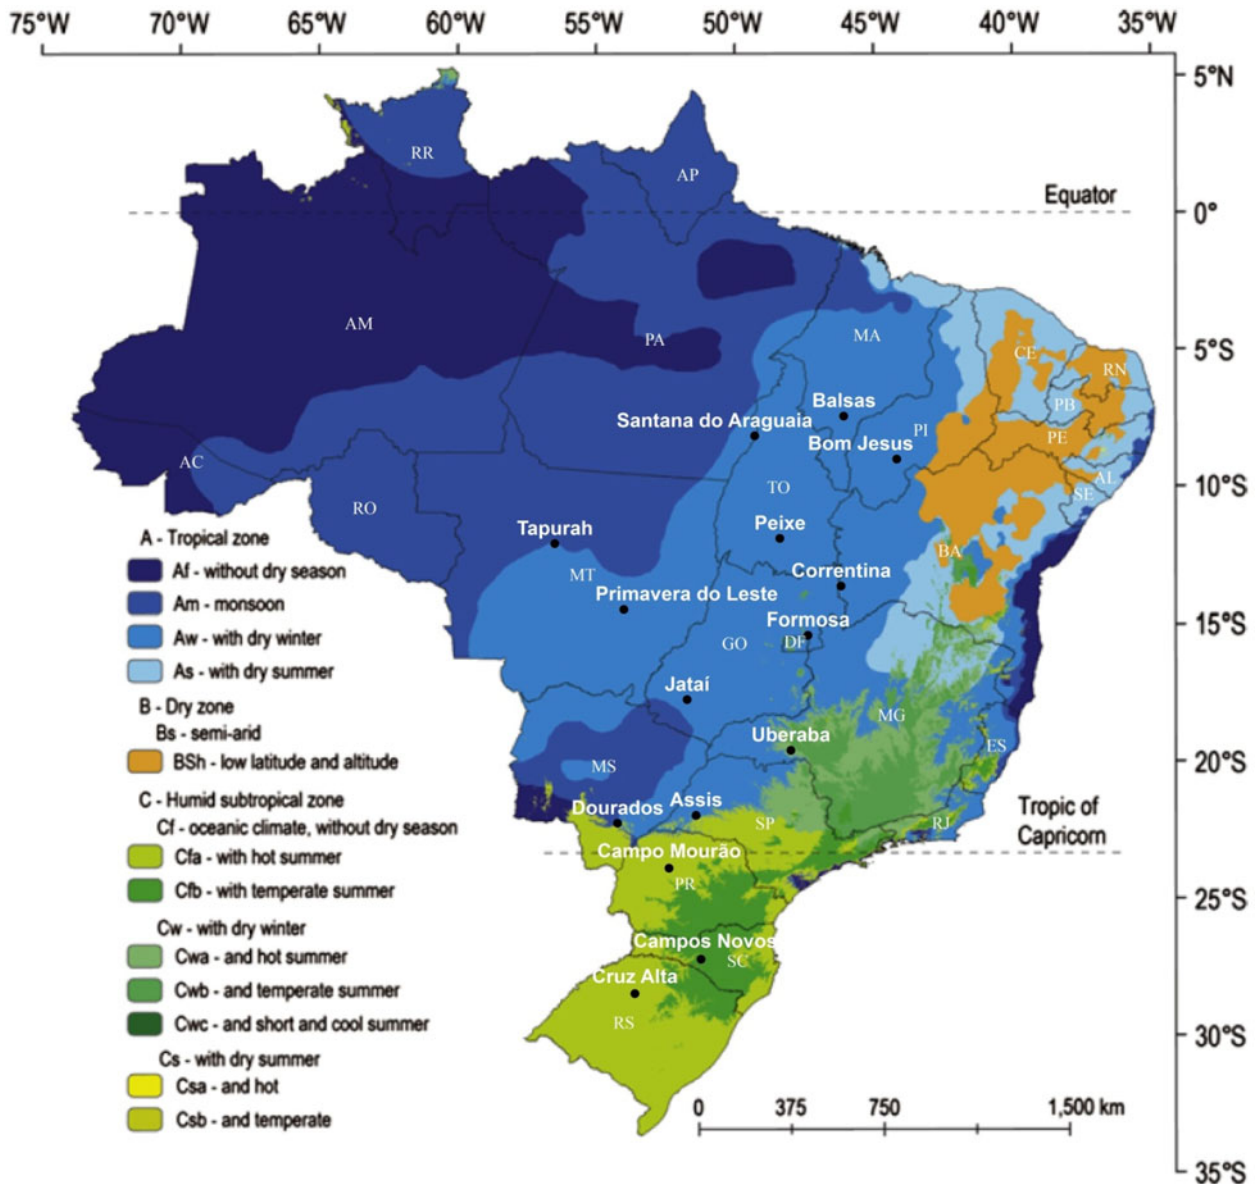 75°W 70°W 65°W 60°W 55°W 50°W 45°W 40°W 35°W
5°N
RR
AP
Equator
0°
AM
PA
MA
CE
5°S
RN
PB
Balsas
Santana do Araguaia
PI
Bom Jesus
PE
AC
AL
TO
10°S
SE
RO
Peixe
Tapurah
BA
Correntina
MT
Primavera do Leste
Formosa
15°S
GO
DF
Jataí
MG
Uberaba
ES
MS
20°S
Assis
Dourados
Tropic of
Capricorn
SP
RJ
Campo Mourão
PR
25°S
Campos Novos
SC
Cruz Alta
RS
30°S
35°S
A - Tropical zone
Af - without dry season
Am - monsoon
Aw - with dry winter
As - with dry summer
B - Dry zone
Bs - semi-arid
BSh - low latitude and altitude
C - Humid subtropical zone
Cf - oceanic climate, without dry season
Cfa - with hot summer
Cfb - with temperate summer
Cw - with dry winter
Cwa - and hot summer
Cwb - and temperate summer
Cwc - and short and cool summer
Cs - with dry summer
Csa - and hot
Csb - and temperate
0 375 750 1,500 km